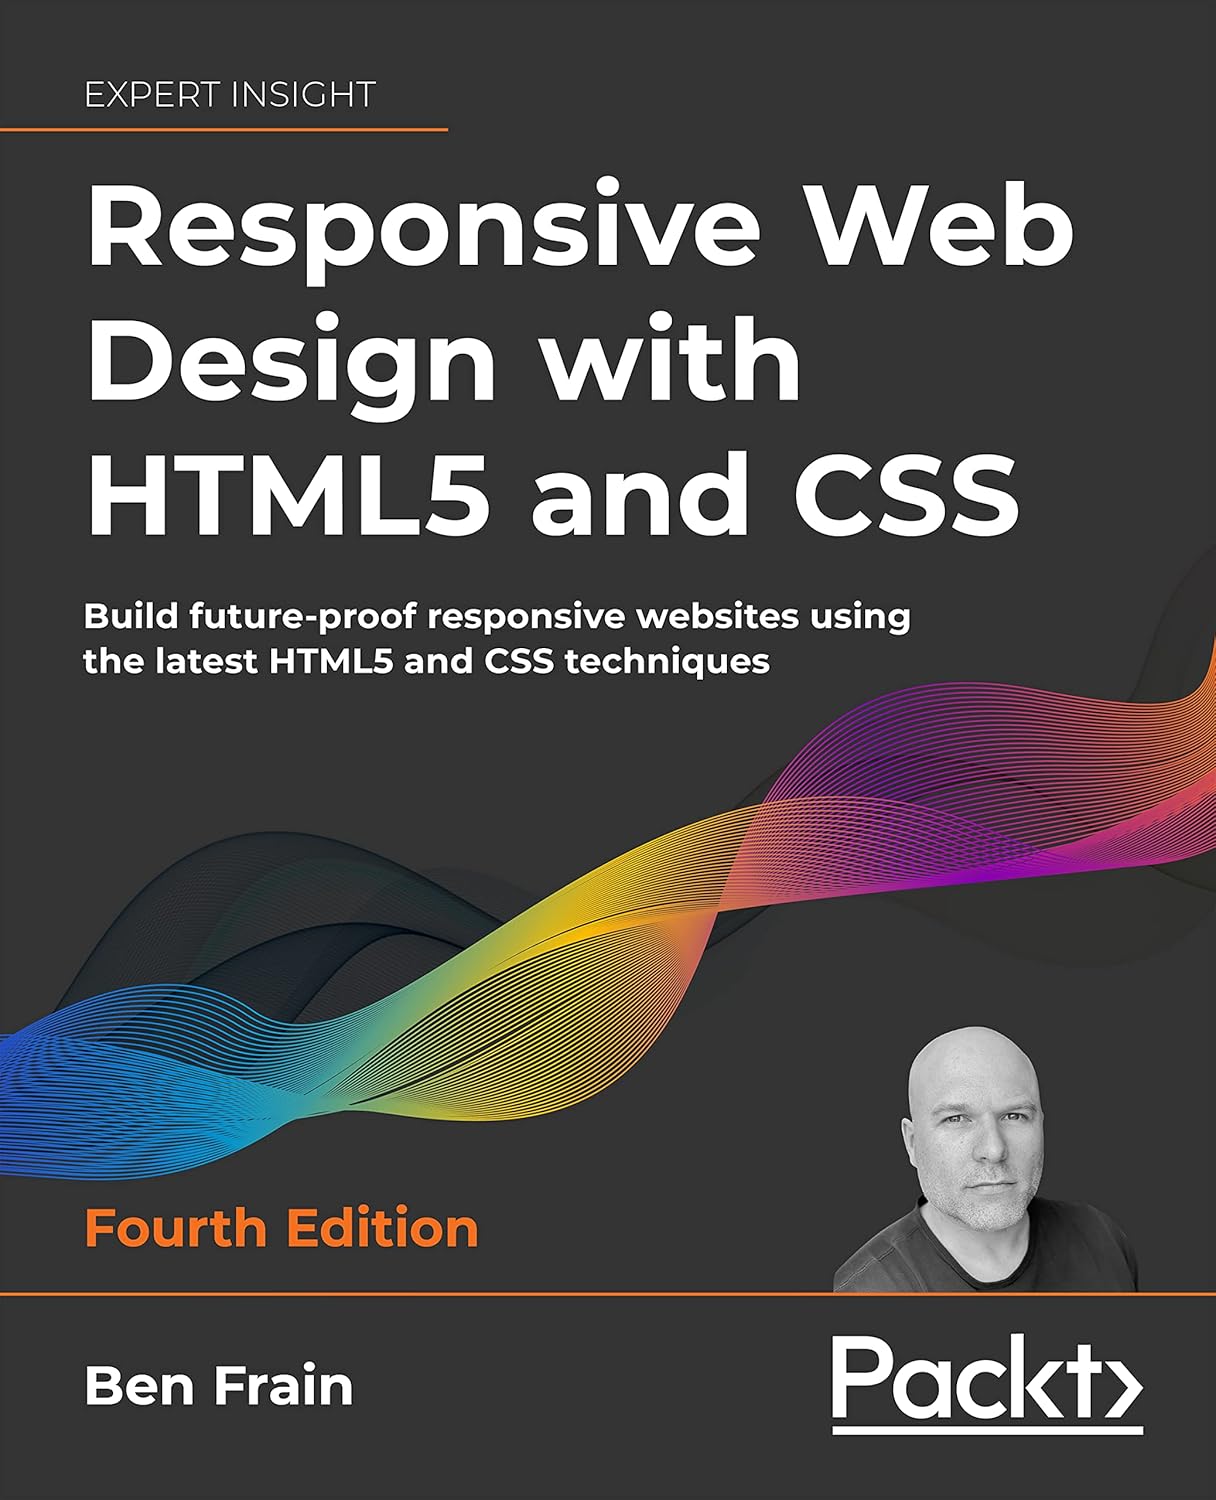 EXPERT INSIGHT
Responsive Web
Design with
HTML5 and CSS
Build future-proof responsive websites using
the latest HTML5 and CSS techniques
Fourth Edition
Ben Frain
Packt